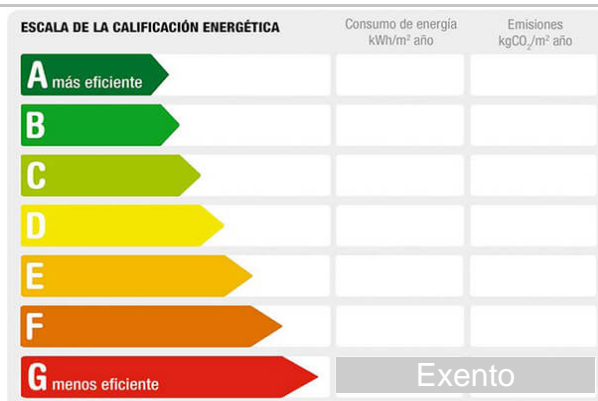 ESCALA DE LA CALIFICACIÓN ENERGÉTICA
Consumo de energía
kWh/m² año
Emisiones
kgCO₂/m² año
A más eficiente
B
C
D
E
F
G menos eficiente
Exento